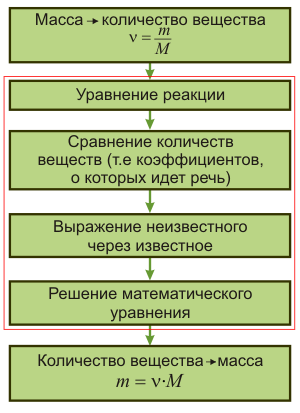 Масса → количество вещества
ν = m/M
Уравнение реакции
Сравнение количеств
веществ (т.е коэффициентов,
о которых идет речь)
Выражение неизвестного
через известное
Решение математического
уравнения
Количество вещества → масса
m = ν·M